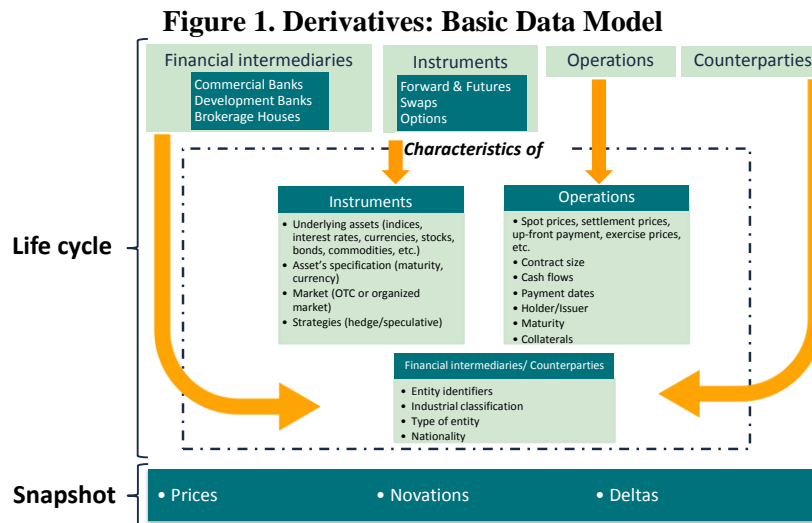 Figure 1. Derivatives: Basic Data Model
Financial intermediaries
Commercial Banks
Development Banks
Brokerage Houses
Instruments
Forward & Futures
Swaps
Options
Operations
Counterparties
Characteristics of
Life cycle
Instruments
• Underlying assets (indices,
interest rates, currencies, stocks,
bonds, commodities, etc.)
• Asset's specification (maturity,
currency)
• Market (OTC or organized
market)
• Strategies (hedge/speculative)
Operations
• Spot prices, settlement prices,
up-front payment, exercise prices,
etc.
• Contract size
• Cash flows
• Payment dates
• Holder/Issuer
• Maturity
• Collaterals
Financial intermediaries/ Counterparties
• Entity identifiers
• Industrial classification
• Type of entity
• Nationality
Snapshot
• Prices
• Novations
• Deltas